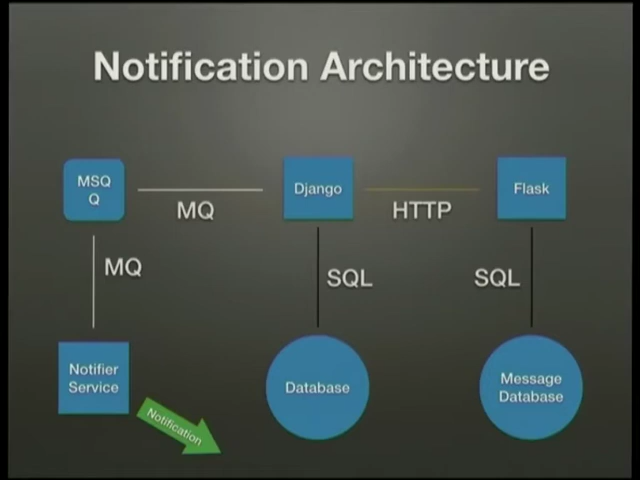 Notification Architecture
MSQ
Q
MQ
Django
HTTP
Flask
MQ
SQL
SQL
Notifier
Service
Database
Message
Database
Notification